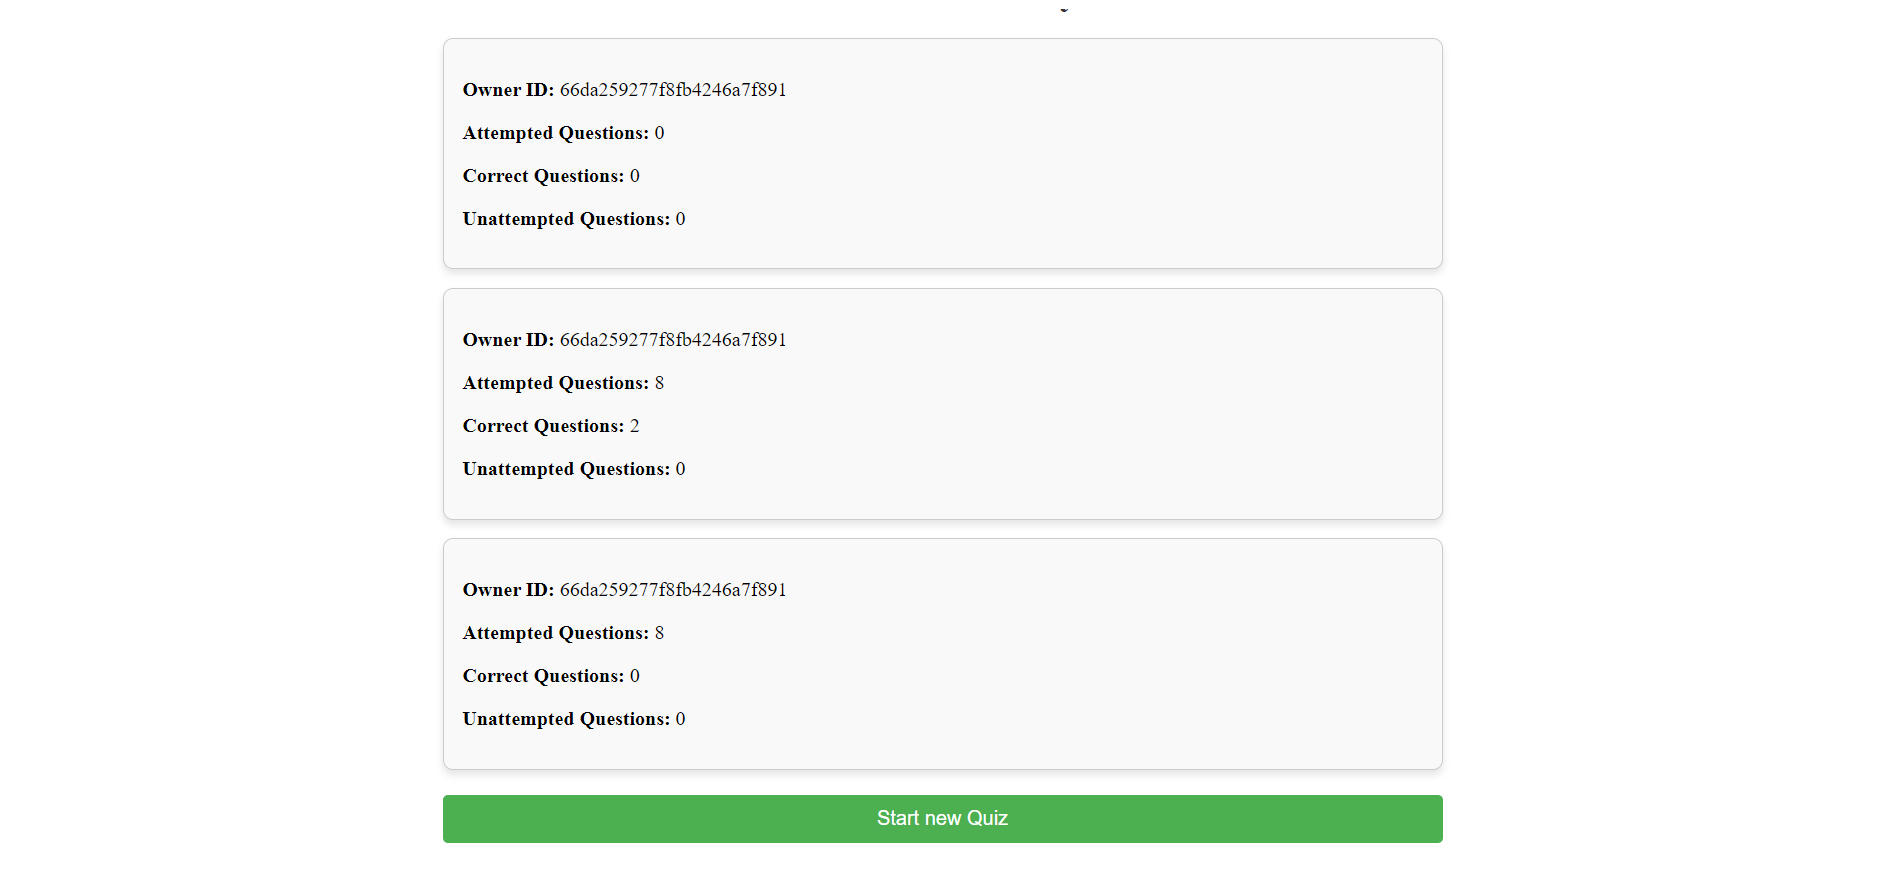 Owner ID: 66da259277f8fb4246a7f891
Attempted Questions: 0
Correct Questions: 0
Unattempted Questions: 0
Owner ID: 66da259277f8fb4246a7f891
Attempted Questions: 8
Correct Questions: 2
Unattempted Questions: 0
Owner ID: 66da259277f8fb4246a7f891
Attempted Questions: 8
Correct Questions: 0
Unattempted Questions: 0
Start new Quiz